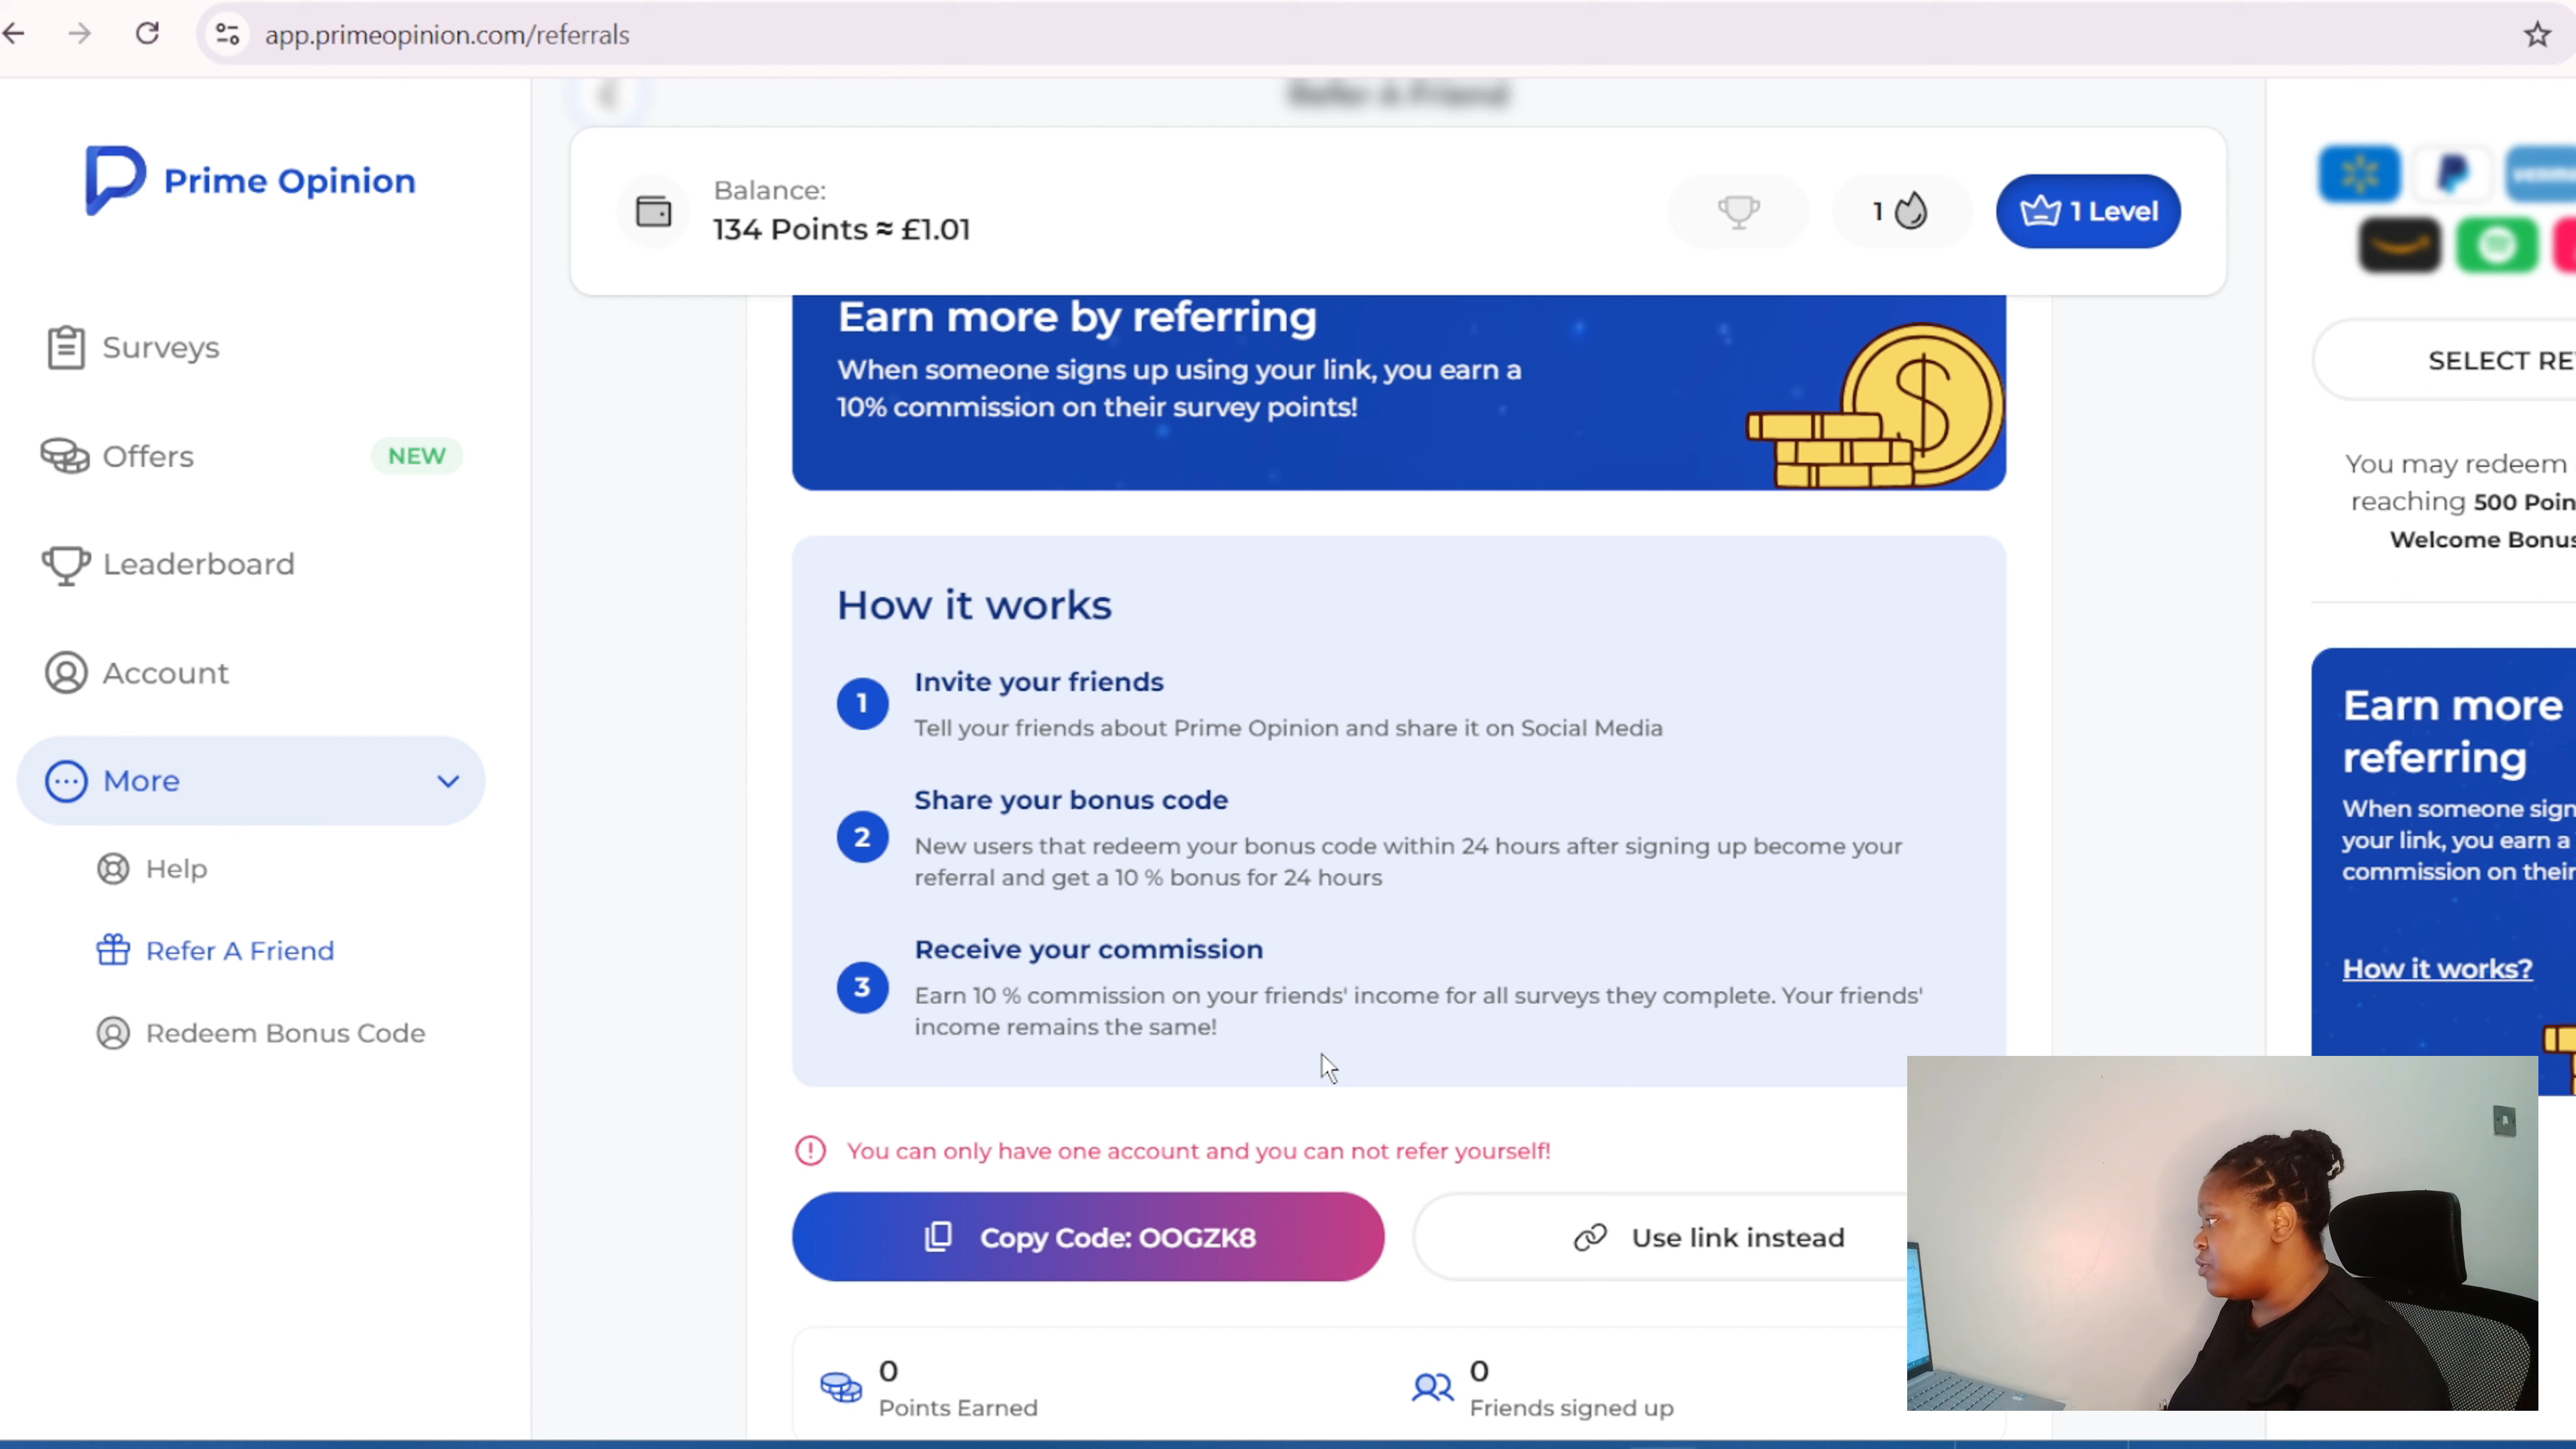 app.primeopinion.com/referrals
Refer A Friend
Prime Opinion
Balance:
134 Points ≈ £1.01
1
1 Level
venmo
Surveys
Offers
NEW
Leaderboard
Account
More
Help
Refer A Friend
Redeem Bonus Code
Earn more by referring
When someone signs up using your link, you earn a
10% commission on their survey points!
How it works
1
Invite your friends
Tell your friends about Prime Opinion and share it on Social Media
2
Share your bonus code
New users that redeem your bonus code within 24 hours after signing up become your
referral and get a 10 % bonus for 24 hours
3
Receive your commission
Earn 10 % commission on your friends' income for all surveys they complete. Your friends'
income remains the same!
You can only have one account and you can not refer yourself!
Copy Code: OOGZK8
Use link instead
0
Points Earned
0
Friends signed up
SELECT RE
You may redeem
reaching 500 Poin
Welcome Bonus
Earn more
referring
When someone sign
your link, you earn a
commission on their
How it works?